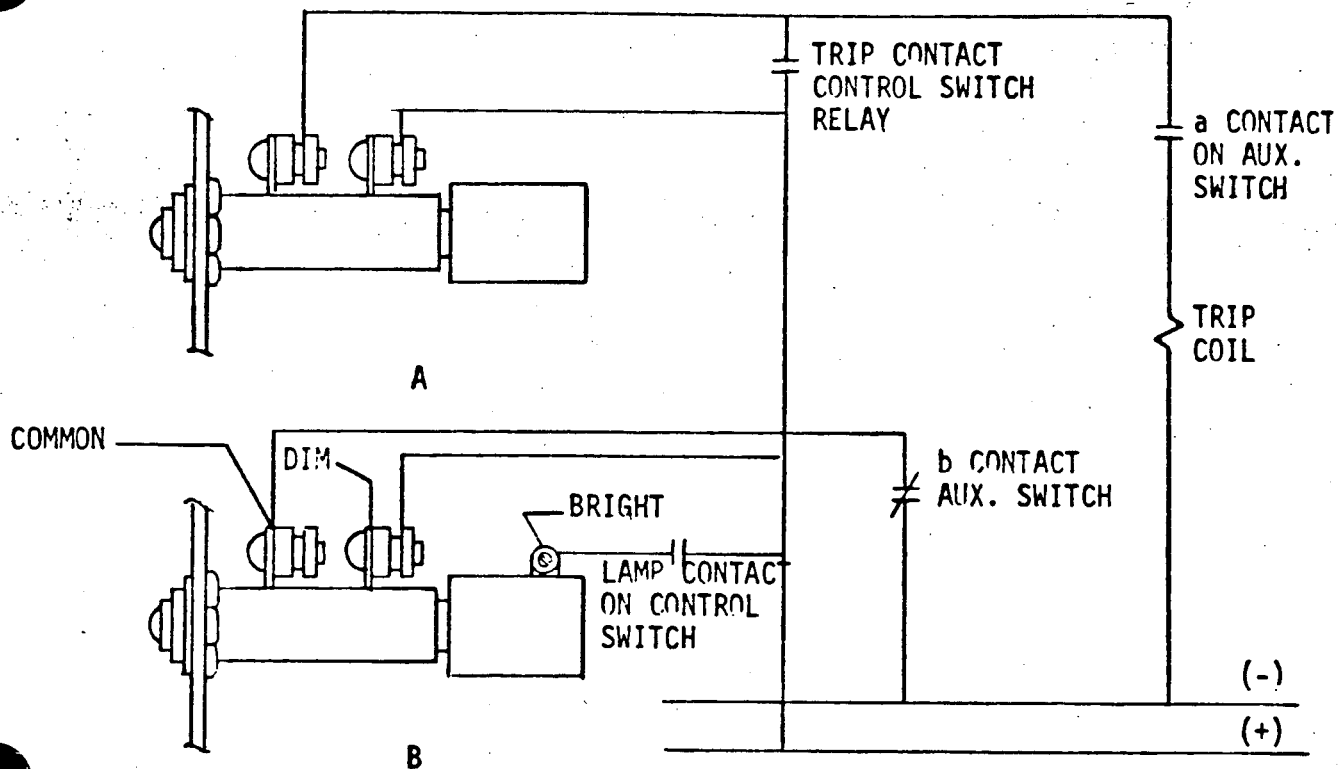 TRIP CONTACT
CONTROL SWITCH
RELAY
a CONTACT
ON AUX.
SWITCH
TRIP
COIL
A
COMMON
DIM
BRIGHT
b CONTACT
AUX. SWITCH
LAMP CONTACT
ON CONTROL
SWITCH
(-)
(+)
B